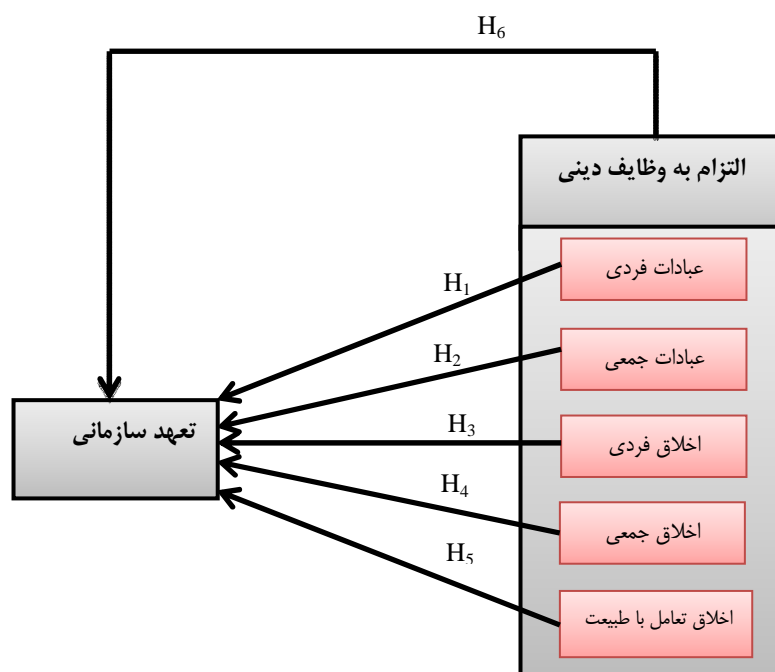 H₆
التزام به وظایف دینی
عبادات فردی
H₁
عبادات جمعی
H₂
اخلاق فردی
H₃
تعهد سازمانی
اخلاق جمعی
H₄
اخلاق تعامل با طبیعت
H₅